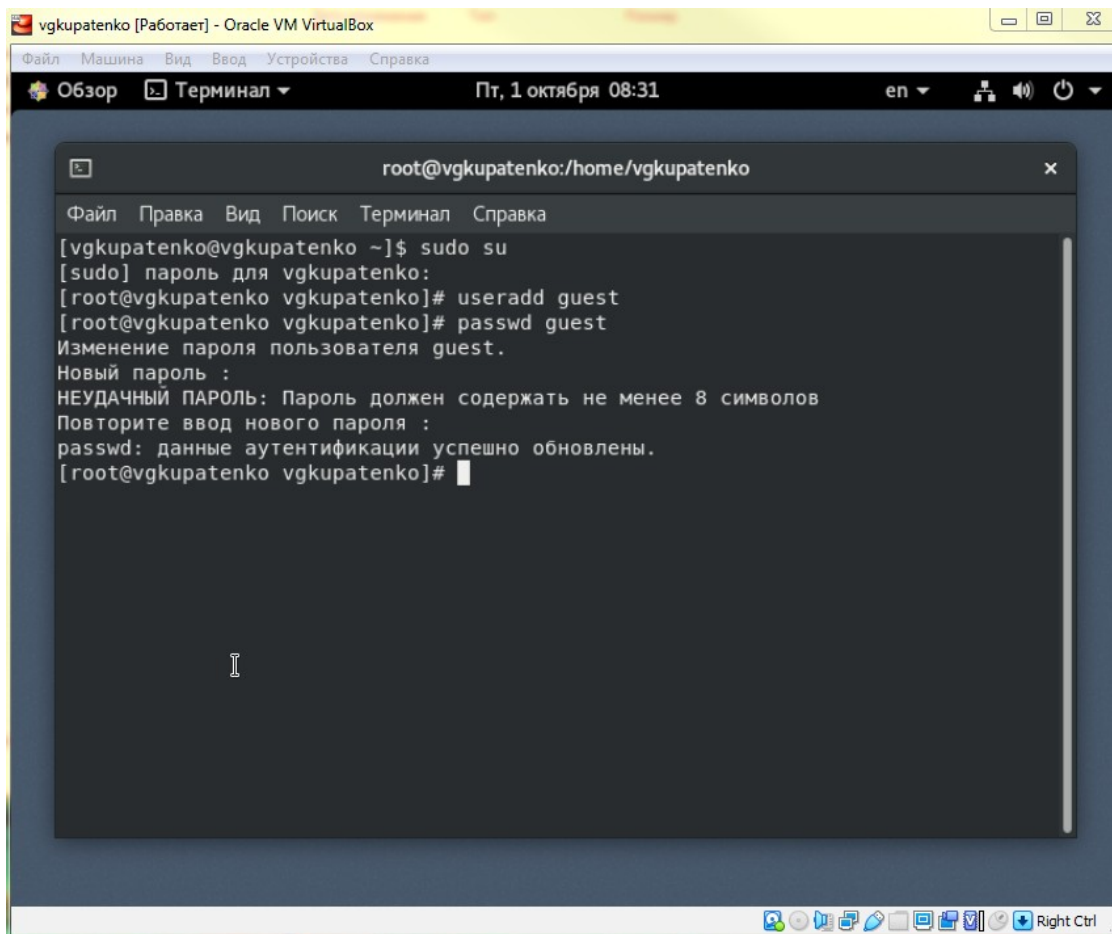 vgkupatenko [Работает] - Oracle VM VirtualBox
Файл Машина Вид Ввод Устройства Справка
Обзор Терминал Пт, 1 октября 08:31 en
root@vgkupatenko:/home/vgkupatenko
Файл Правка Вид Поиск Терминал Справка
[vgkupatenko@vgkupatenko ~]$ sudo su
[sudo] пароль для vgkupatenko:
[root@vgkupatenko vgkupatenko]# useradd guest
[root@vgkupatenko vgkupatenko]# passwd guest
Изменение пароля пользователя guest.
Новый пароль :
НЕУДАЧНЫЙ ПАРОЛЬ: Пароль должен содержать не менее 8 символов
Повторите ввод нового пароля :
passwd: данные аутентификации успешно обновлены.
[root@vgkupatenko vgkupatenko]#
Right Ctrl